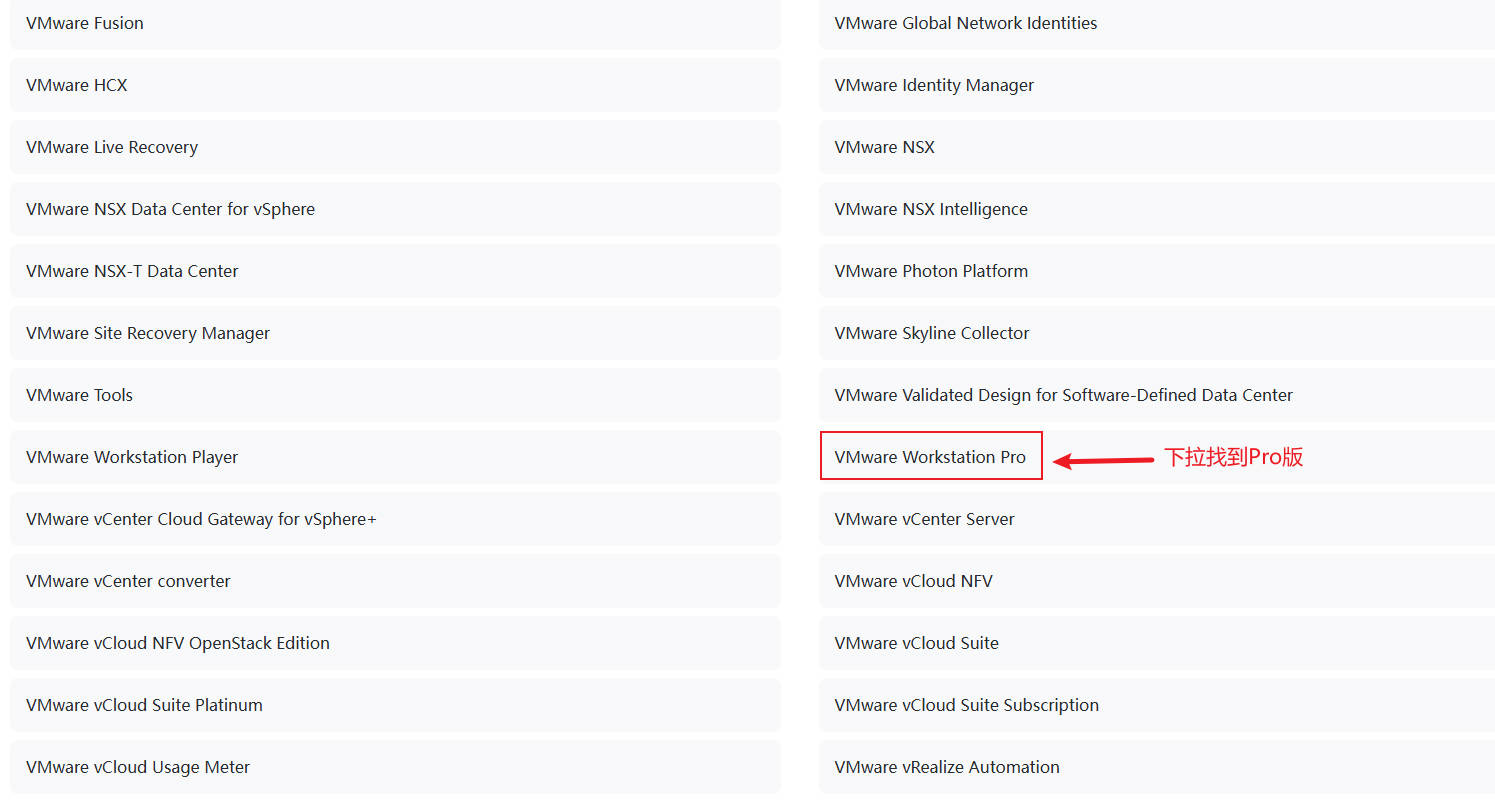 VMware Fusion
VMware Global Network Identities
VMware HCX
VMware Identity Manager
VMware Live Recovery
VMware NSX
VMware NSX Data Center for vSphere
VMware NSX Intelligence
VMware NSX-T Data Center
VMware Photon Platform
VMware Site Recovery Manager
VMware Skyline Collector
VMware Tools
VMware Validated Design for Software-Defined Data Center
VMware Workstation Player
VMware Workstation Pro
下拉找到Pro版
VMware vCenter Cloud Gateway for vSphere+
VMware vCenter Server
VMware vCenter converter
VMware vCloud NFV
VMware vCloud NFV OpenStack Edition
VMware vCloud Suite
VMware vCloud Suite Platinum
VMware vCloud Suite Subscription
VMware vCloud Usage Meter
VMware vRealize Automation